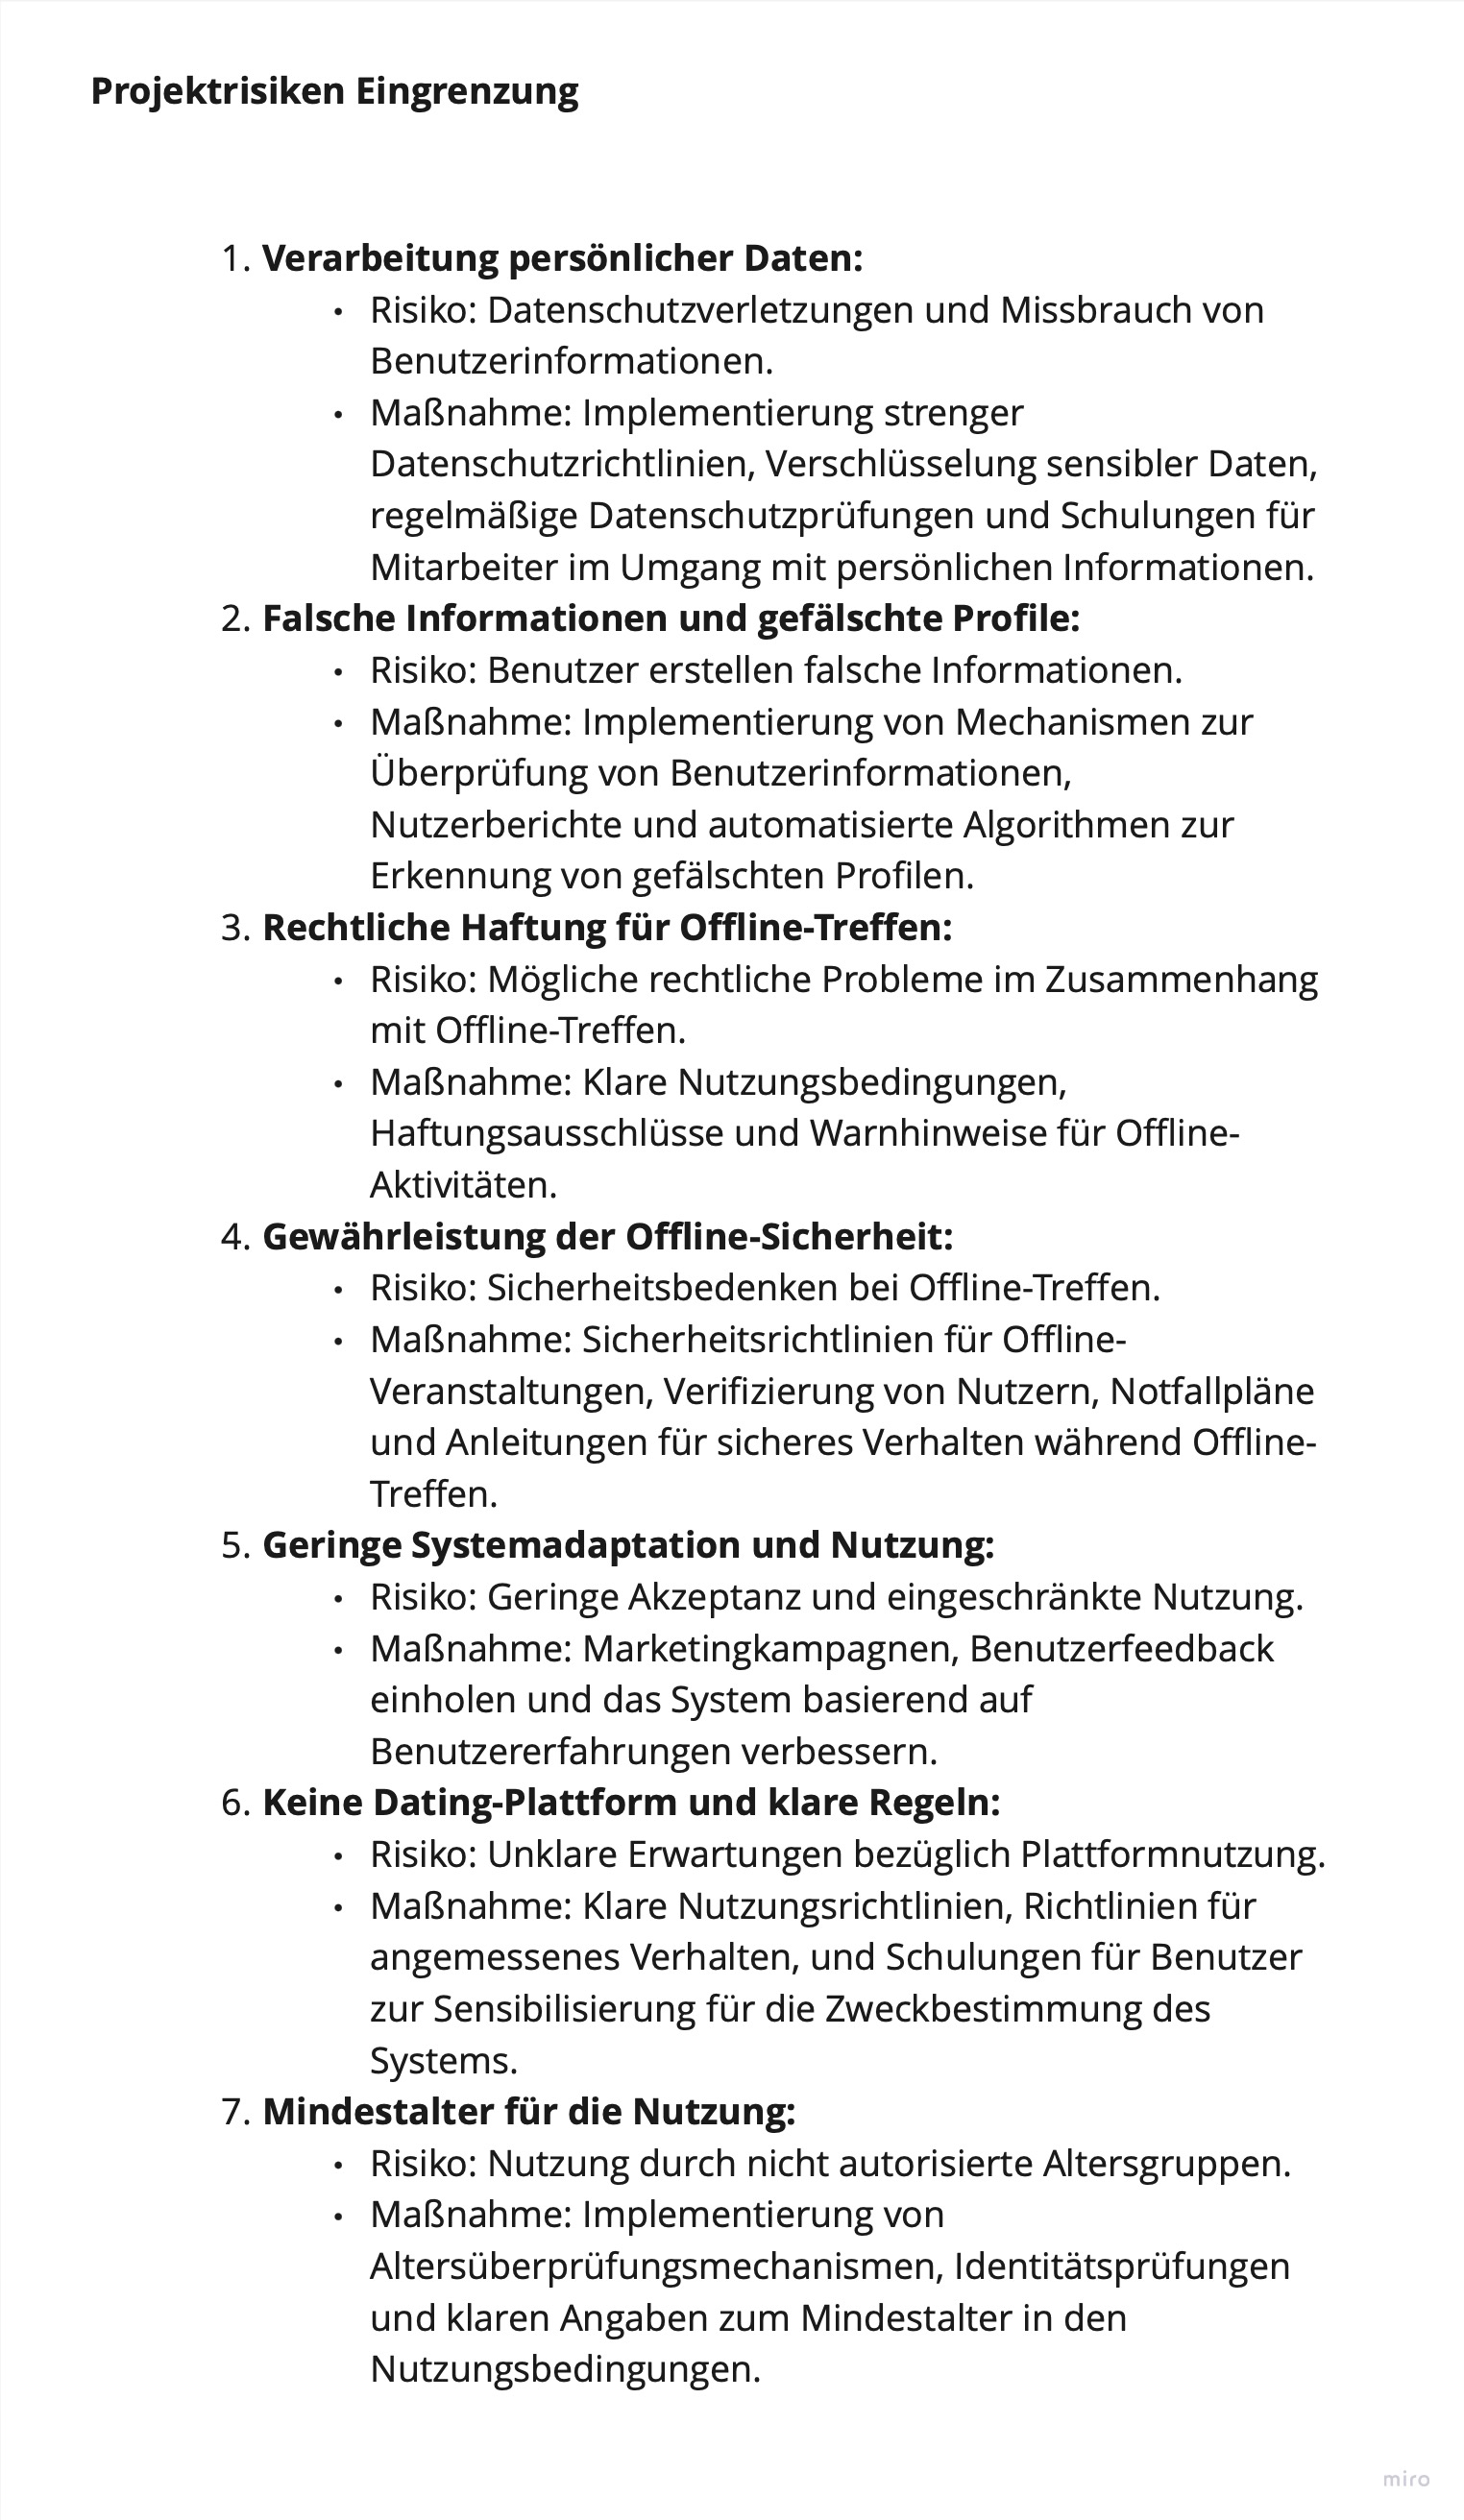 Projektrisiken Eingrenzung
1. Verarbeitung persönlicher Daten:
• Risiko: Datenschutzverletzungen und Missbrauch von
Benutzerinformationen.
• Maßnahme: Implementierung strenger
Datenschutzrichtlinien, Verschlüsselung sensibler Daten,
regelmäßige Datenschutzprüfungen und Schulungen für
Mitarbeiter im Umgang mit persönlichen Informationen.
2. Falsche Informationen und gefälschte Profile:
• Risiko: Benutzer erstellen falsche Informationen.
• Maßnahme: Implementierung von Mechanismen zur
Überprüfung von Benutzerinformationen,
Nutzerberichte und automatisierte Algorithmen zur
Erkennung von gefälschten Profilen.
3. Rechtliche Haftung für Offline-Treffen:
• Risiko: Mögliche rechtliche Probleme im Zusammenhang
mit Offline-Treffen.
• Maßnahme: Klare Nutzungsbedingungen,
Haftungsausschlüsse und Warnhinweise für Offline-
Aktivitäten.
4. Gewährleistung der Offline-Sicherheit:
• Risiko: Sicherheitsbedenken bei Offline-Treffen.
• Maßnahme: Sicherheitsrichtlinien für Offline-
Veranstaltungen, Verifizierung von Nutzern, Notfallpläne
und Anleitungen für sicheres Verhalten während Offline-
Treffen.
5. Geringe Systemadaptation und Nutzung:
• Risiko: Geringe Akzeptanz und eingeschränkte Nutzung.
• Maßnahme: Marketingkampagnen, Benutzerfeedback
einholen und das System basierend auf
Benutzererfahrungen verbessern.
6. Keine Dating-Plattform und klare Regeln:
• Risiko: Unklare Erwartungen bezüglich Plattformnutzung.
• Maßnahme: Klare Nutzungsrichtlinien, Richtlinien für
angemessenes Verhalten, und Schulungen für Benutzer
zur Sensibilisierung für die Zweckbestimmung des
Systems.
7. Mindestalter für die Nutzung:
• Risiko: Nutzung durch nicht autorisierte Altersgruppen.
• Maßnahme: Implementierung von
Altersüberprüfungsmechanismen, Identitätsprüfungen
und klaren Angaben zum Mindestalter in den
Nutzungsbedingungen.
miro